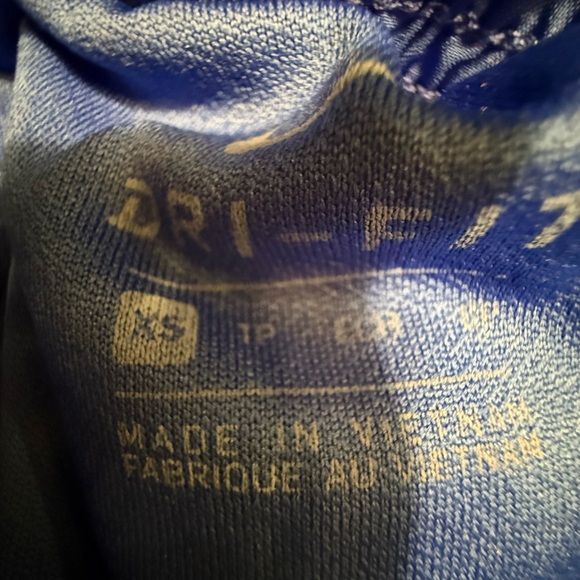 DRI-FIT
XS TP
MADE IN VIETNAM
FABRIQUE AU VIETNAM